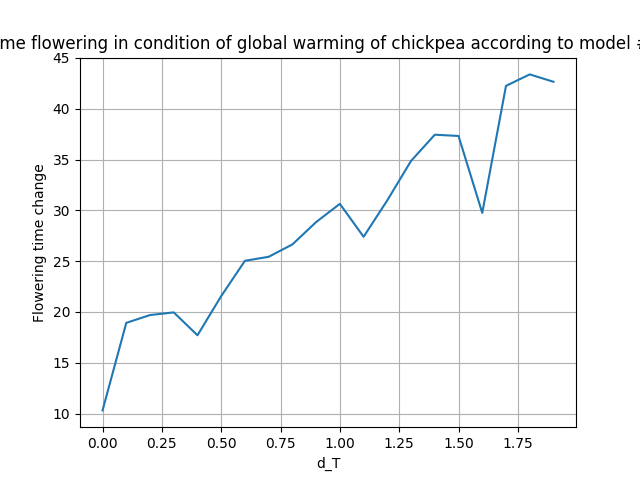 me flowering in condition of global warming of chickpea according to model #
45
40
35
30
25
20
15
10
Flowering time change
0.00 0.25 0.50 0.75 1.00 1.25 1.50 1.75
d_T